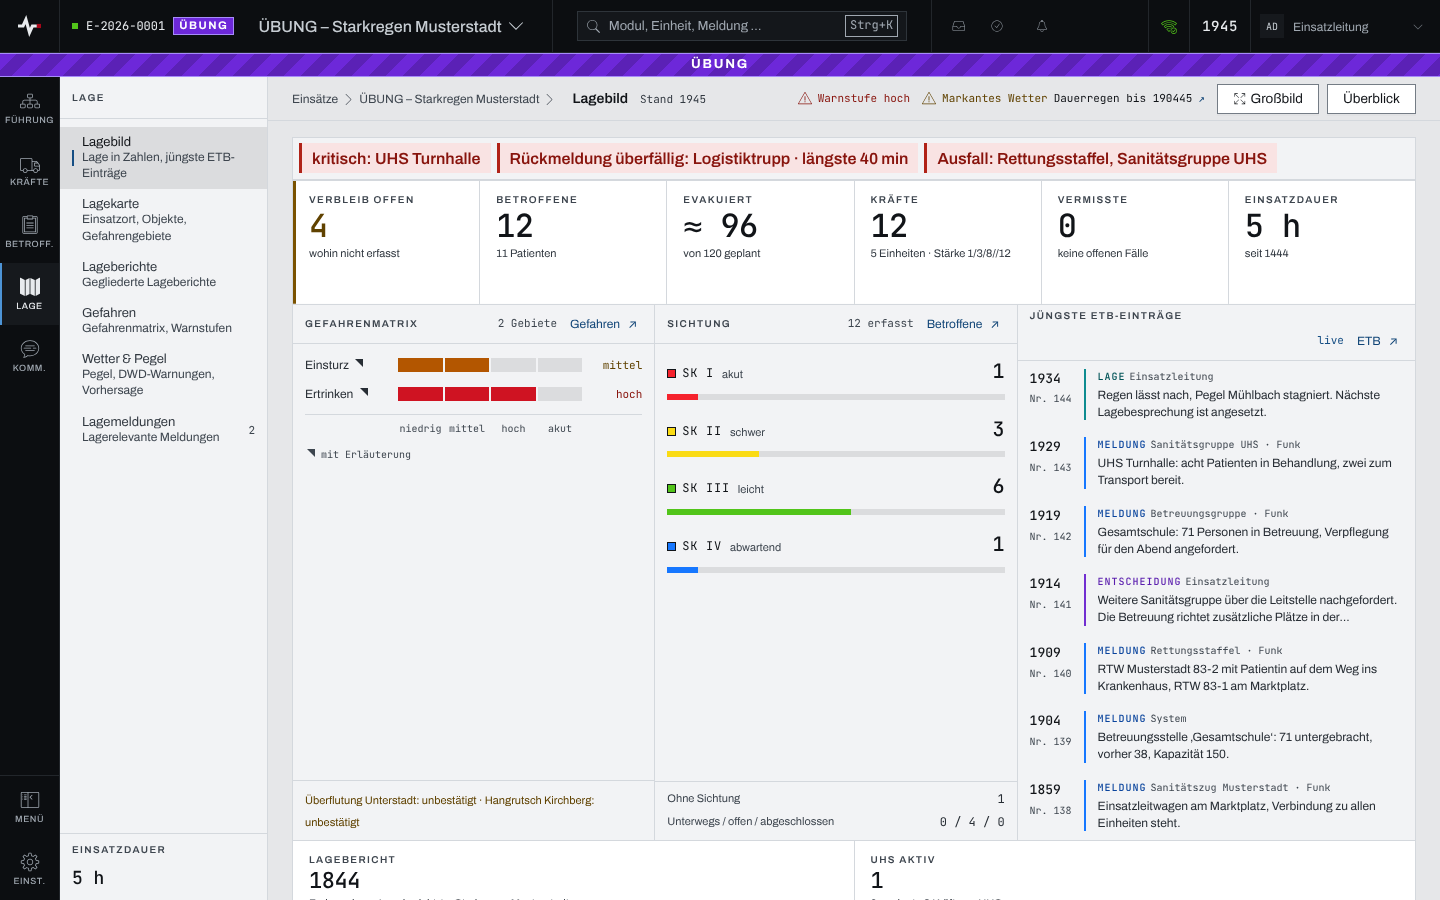 E-2026-0001 ÜBUNG ÜBUNG – Starkregen Musterstadt Modul, Einheit, Meldung ... Strg+K 1945 AD Einsatzleitung
ÜBUNG
FÜHRUNG
KRÄFTE
BETROFF.
LAGE
KOMM.
MENÜ
EINST.
LAGE
Lagebild
Lage in Zahlen, jüngste ETB-
Einträge
Lagekarte
Einsatzort, Objekte,
Gefahrengebiete
Lageberichte
Gegliederte Lageberichte
Gefahren
Gefahrenmatrix, Warnstufen
Wetter & Pegel
Pegel, DWD-Warnungen,
Vorhersage
Lagemeldungen
Lagerelevante Meldungen 2
EINSATZDAUER
5 h
Einsätze ÜBUNG – Starkregen Musterstadt Lagebild Stand 1945 Warnstufe hoch Markantes Wetter Dauerregen bis 190445 ↗ Großbild Überblick
kritisch: UHS Turnhalle Rückmeldung überfällig: Logistiktrupp · längste 40 min Ausfall: Rettungsstaffel, Sanitätsgruppe UHS
VERBLEIB OFFEN
4
wohin nicht erfasst
BETROFFENE
12
11 Patienten
EVAKUIERT
≈ 96
von 120 geplant
KRÄFTE
12
5 Einheiten · Stärke 1/3/8//12
VERMISSTE
0
keine offenen Fälle
EINSATZDAUER
5 h
seit 1444
GEFAHRENMATRIX 2 Gebiete Gefahren ↗
Einsturz mittel
Ertrinken hoch
niedrig mittel hoch akut
mit Erläuterung
Überflutung Unterstadt: unbestätigt · Hangrutsch Kirchberg:
unbestätigt
SICHTUNG 12 erfasst Betroffene ↗
SK I akut 1
SK II schwer 3
SK III leicht 6
SK IV abwartend 1
Ohne Sichtung 1
Unterwegs / offen / abgeschlossen 0 / 4 / 0
JÜNGSTE ETB-EINTRÄGE
live ETB ↗
1934 LAGE Einsatzleitung
Nr. 144 Regen lässt nach, Pegel Mühlbach stagniert. Nächste
Lagebesprechung ist angesetzt.
1929 MELDUNG Sanitätsgruppe UHS · Funk
Nr. 143 UHS Turnhalle: acht Patienten in Behandlung, zwei zum
Transport bereit.
1919 MELDUNG Betreuungsgruppe · Funk
Nr. 142 Gesamtschule: 71 Personen in Betreuung, Verpflegung
für den Abend angefordert.
1914 ENTSCHEIDUNG Einsatzleitung
Nr. 141 Weitere Sanitätsgruppe über die Leitstelle nachgefordert.
Die Betreuung richtet zusätzliche Plätze in der...
1909 MELDUNG Rettungsstaffel · Funk
Nr. 140 RTW Musterstadt 83-2 mit Patientin auf dem Weg ins
Krankenhaus, RTW 83-1 am Marktplatz.
1904 MELDUNG System
Nr. 139 Betreuungsstelle ‚Gesamtschule‘: 71 untergebracht,
vorher 38, Kapazität 150.
1859 MELDUNG Sanitätszug Musterstadt · Funk
Nr. 138 Einsatzleitwagen am Marktplatz, Verbindung zu allen
Einheiten steht.
LAGEBERICHT
1844
UHS AKTIV
1